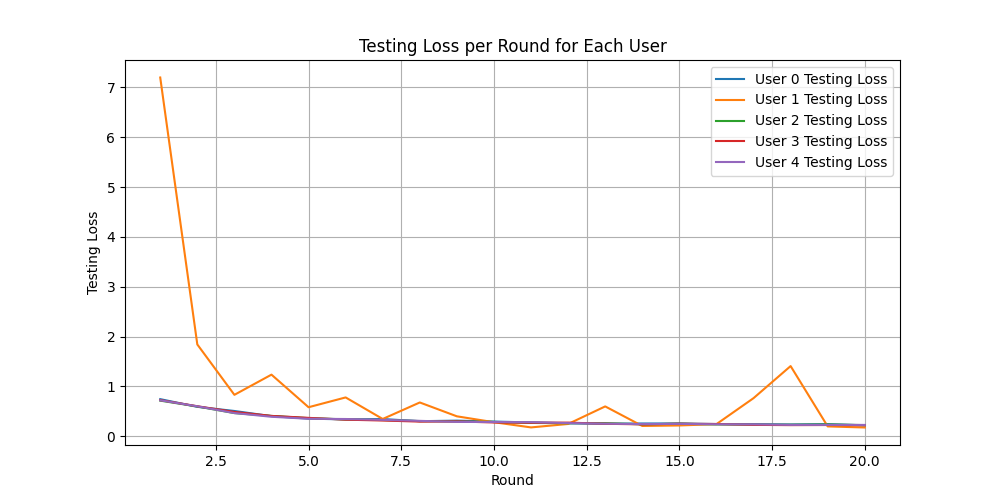 Testing Loss per Round for Each User
User 0 Testing Loss
User 1 Testing Loss
User 2 Testing Loss
User 3 Testing Loss
User 4 Testing Loss
Testing Loss
7
6
5
4
3
2
1
0
2.5 5.0 7.5 10.0 12.5 15.0 17.5 20.0
Round